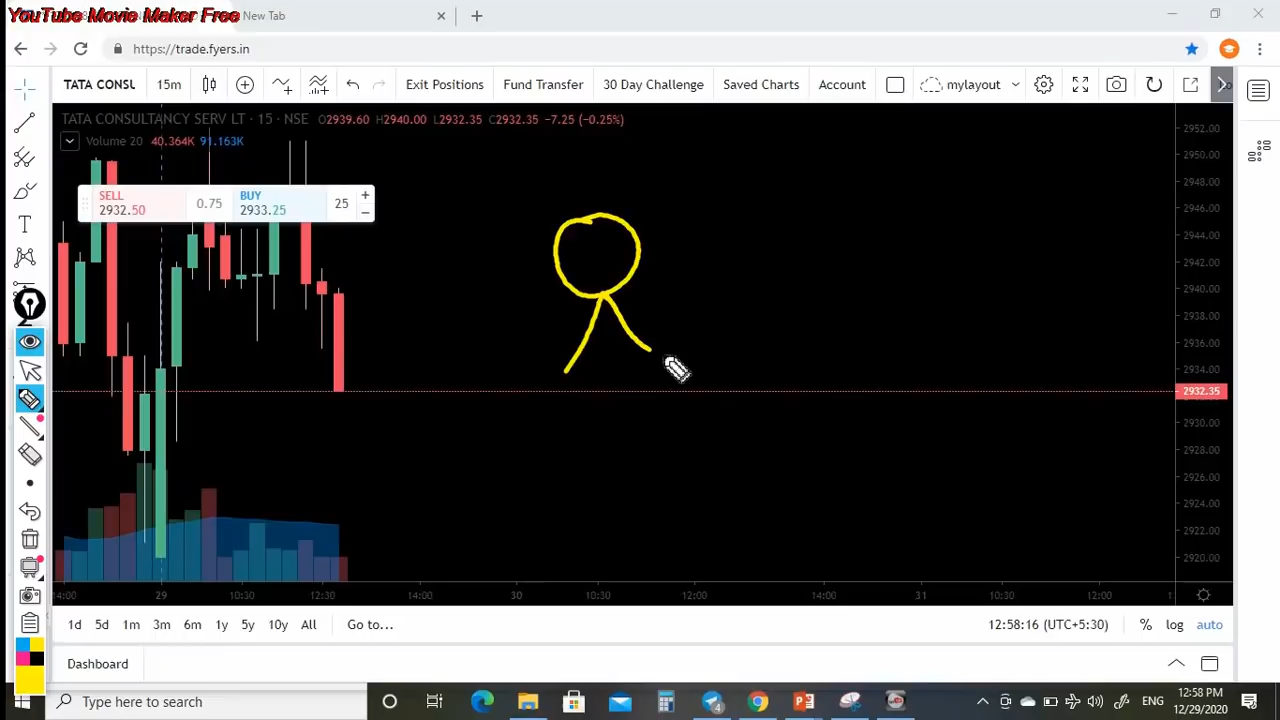 YouTube Movie Maker Free
New Tab
https://trade.fyers.in
TATA CONSL 15m Exit Positions Fund Transfer 30 Day Challenge Saved Charts Account mylayout
TATA CONSULTANCY SERV LT · 15 · NSE O2939.60 H2940.00 L2932.35 C2932.35 −7.25 (−0.25%)
Volume 20 40.364K 91.163K
SELL
2932.50
0.75
BUY
2933.25
25
2952.00
2950.00
2948.00
2946.00
2944.00
2942.00
2940.00
2938.00
2936.00
2934.00
2932.35
2930.00
2928.00
2926.00
2924.00
2922.00
2920.00
14:00 29 10:30 12:30 14:00 30 10:30 12:00 14:00 31 10:30 12:00
1d 5d 1m 3m 6m 1y 5y 10y All Go to... 12:58:16 (UTC+5:30) % log auto
Dashboard
Type here to search
ENG
12:58 PM
12/29/2020